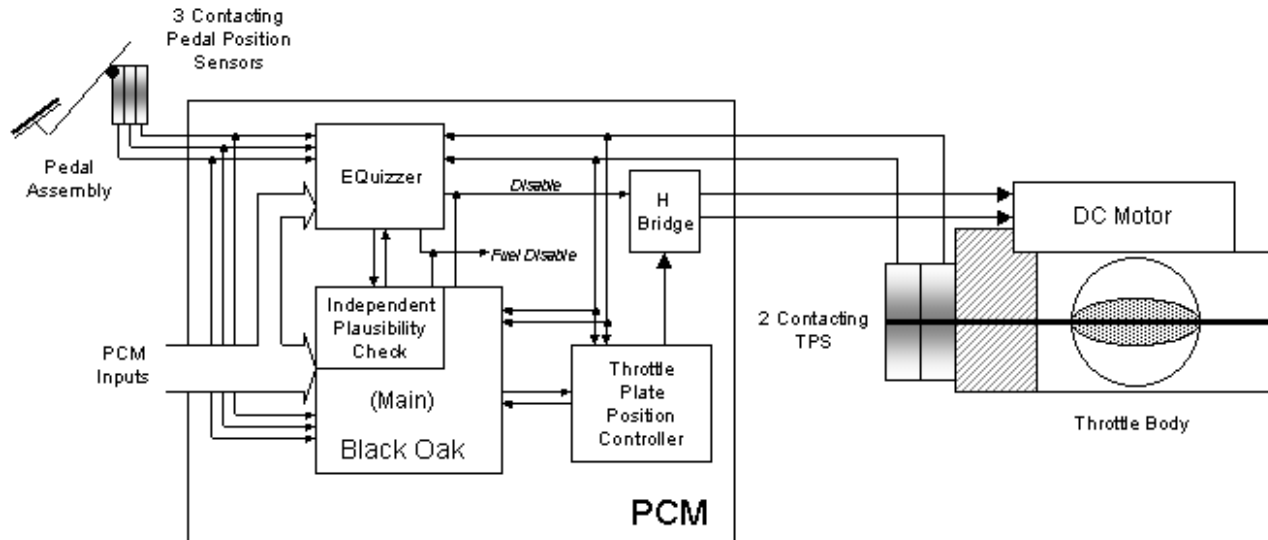 3 Contacting
Pedal Position
Sensors
Pedal
Assembly
EQuizzer
Disable
H
Bridge
DC Motor
Fuel Disable
Independent
Plausibility
Check
2 Contacting
TPS
PCM
Inputs
(Main)
Black Oak
Throttle
Plate
Position
Controller
Throttle Body
PCM